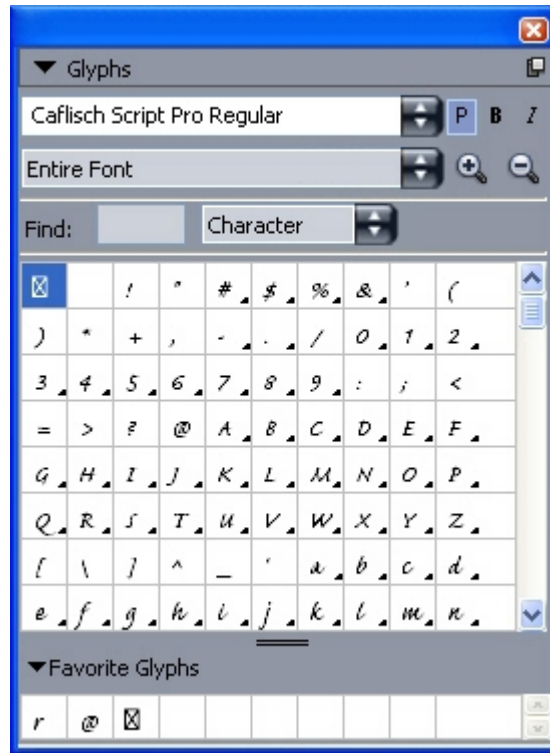 Glyphs
Caflisch Script Pro Regular P B I
Entire Font
Find: Character
! " # $ % & ' (
) * + , - . / 0 1 2
3 4 5 6 7 8 9 : ; <
= > ? @ A B C D E F
G H I J K L M N O P
Q R S T U V W X Y Z
[ \ ] ^ _ ` a b c d
e f g h i j k l m n
Favorite Glyphs
r @